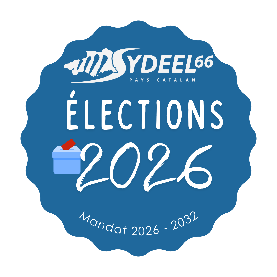 SYDEEL66
PAYS CATALAN
ÉLECTIONS
2026
Mandat 2026 - 2032